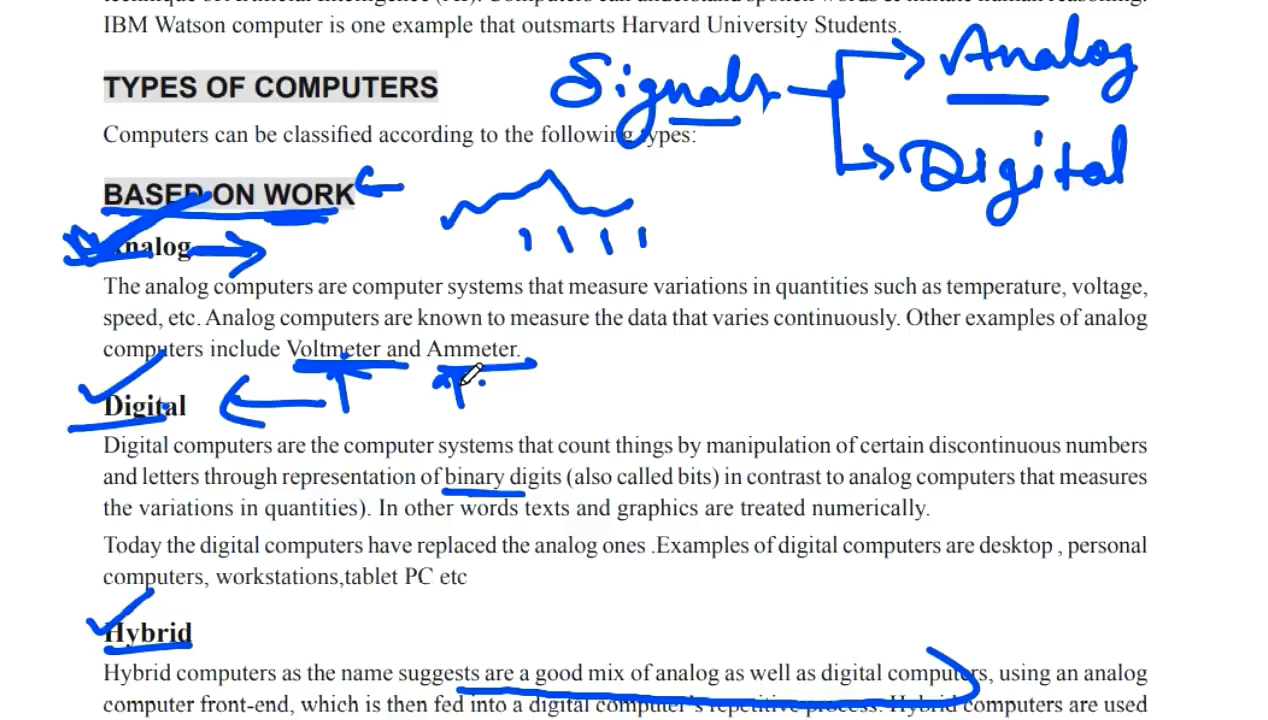 IBM Watson computer is one example that outsmarts Harvard University Students.
Signals
Analog
Digital
TYPES OF COMPUTERS
Computers can be classified according to the following types:
BASED ON WORK
Analog
The analog computers are computer systems that measure variations in quantities such as temperature, voltage,
speed, etc. Analog computers are known to measure the data that varies continuously. Other examples of analog
computers include Voltmeter and Ammeter.
Digital
Digital computers are the computer systems that count things by manipulation of certain discontinuous numbers
and letters through representation of binary digits (also called bits) in contrast to analog computers that measures
the variations in quantities). In other words texts and graphics are treated numerically.
Today the digital computers have replaced the analog ones .Examples of digital computers are desktop , personal
computers, workstations,tablet PC etc
Hybrid
Hybrid computers as the name suggests are a good mix of analog as well as digital computers, using an analog
computer front-end, which is then fed into a digital computer's repetitive process. Hybrid computers are used